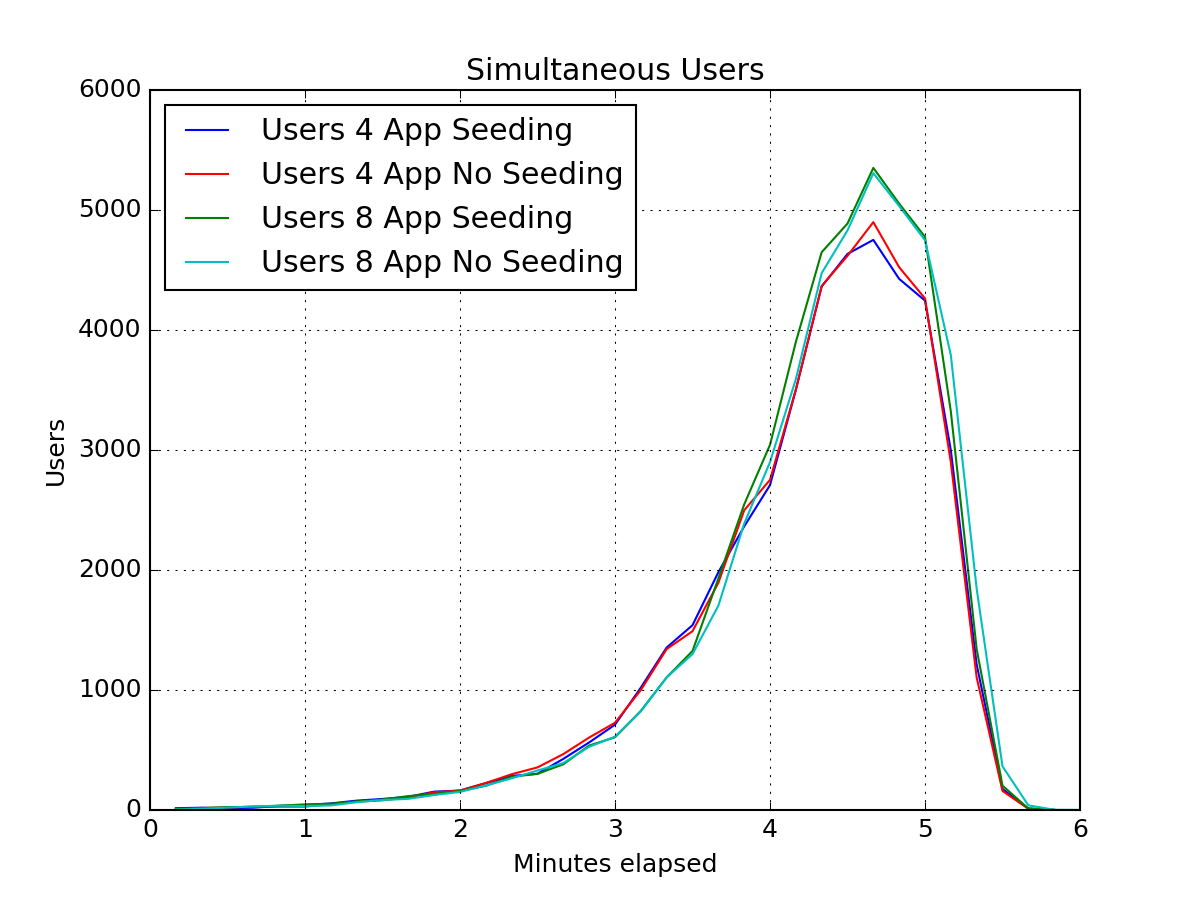 Simultaneous Users
6000
5000
4000
3000
2000
1000
0
Users
Users 4 App Seeding
Users 4 App No Seeding
Users 8 App Seeding
Users 8 App No Seeding
0 1 2 3 4 5 6
Minutes elapsed